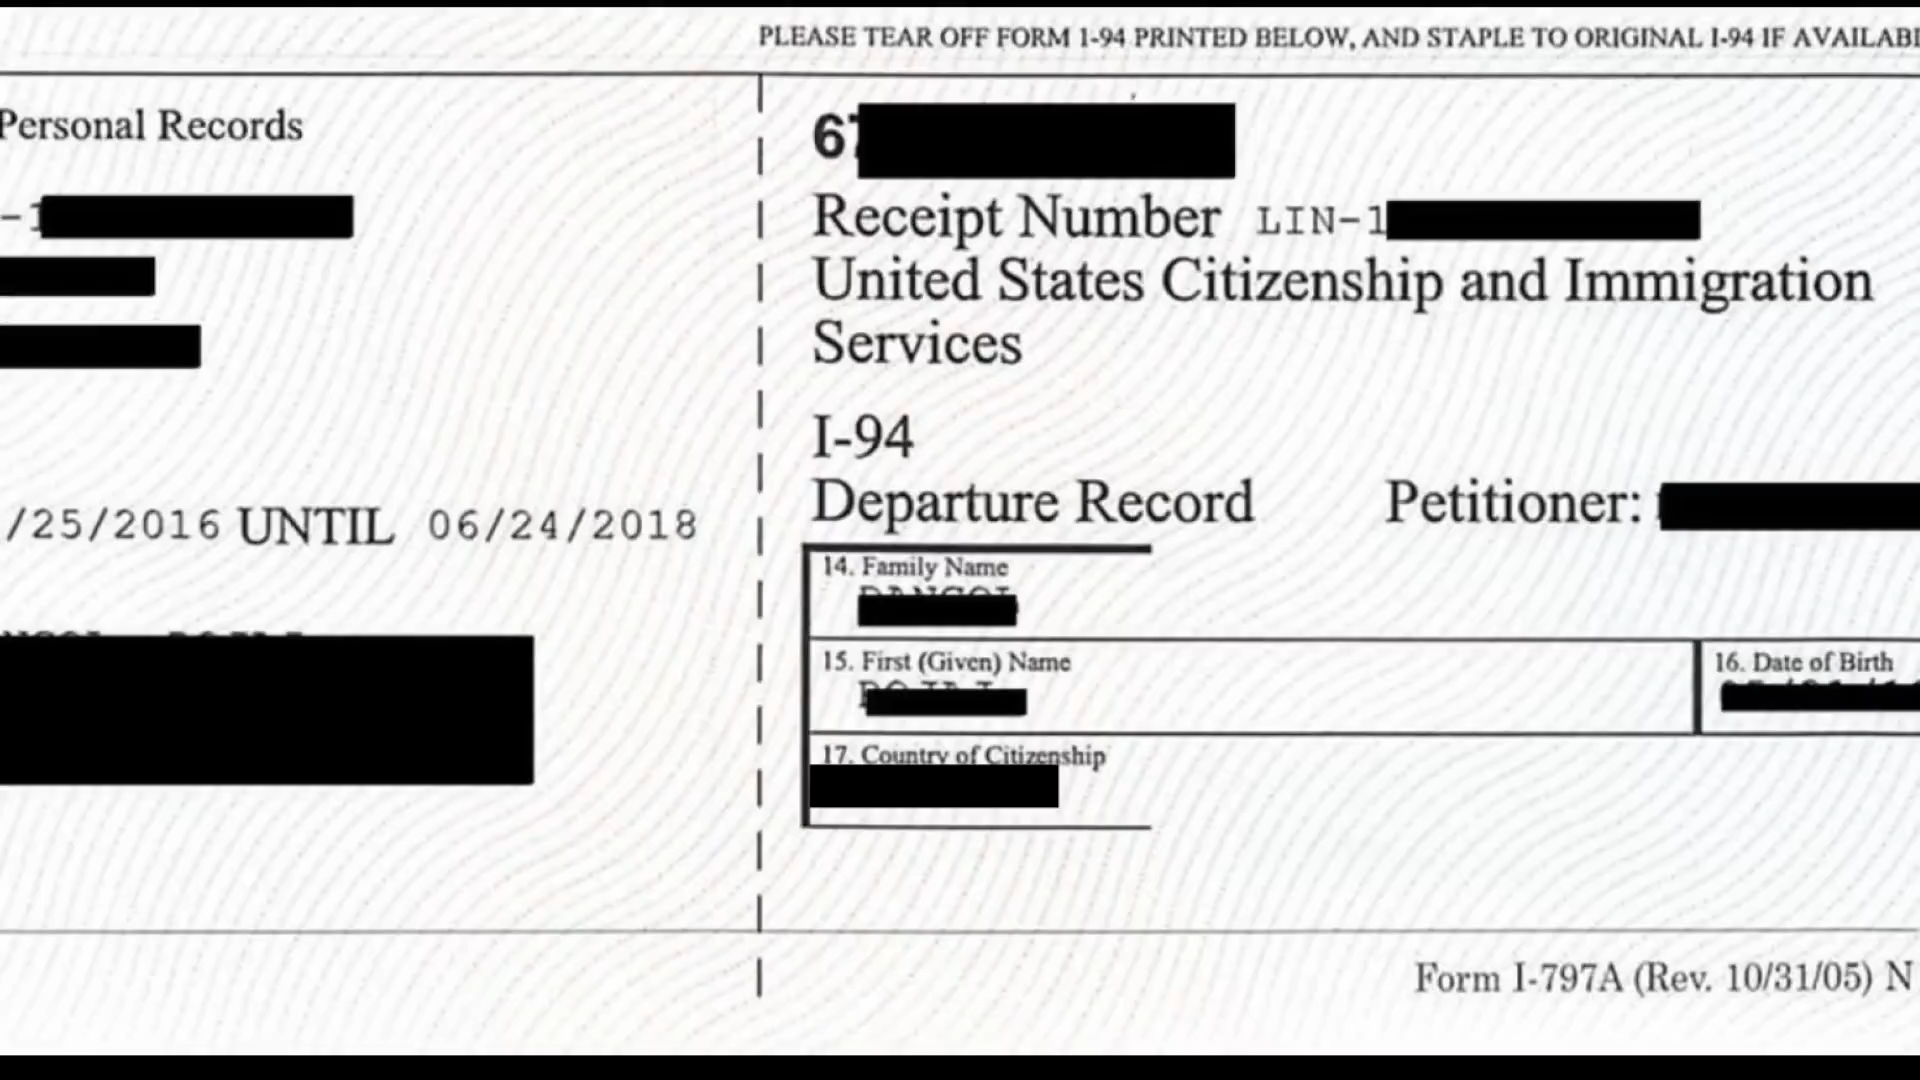 PLEASE TEAR OFF FORM I-94 PRINTED BELOW, AND STAPLE TO ORIGINAL I-94 IF
Personal Records
Receipt Number LIN-1
United States Citizenship and Immigration
Services
I-94
Departure Record Petitioner:
/25/2016 UNTIL 06/24/2018
14. Family Name
15. First (Given) Name 16. Date of Birth
17. Country of Citizenship
Form I-797A (Rev. 10/31/05) N